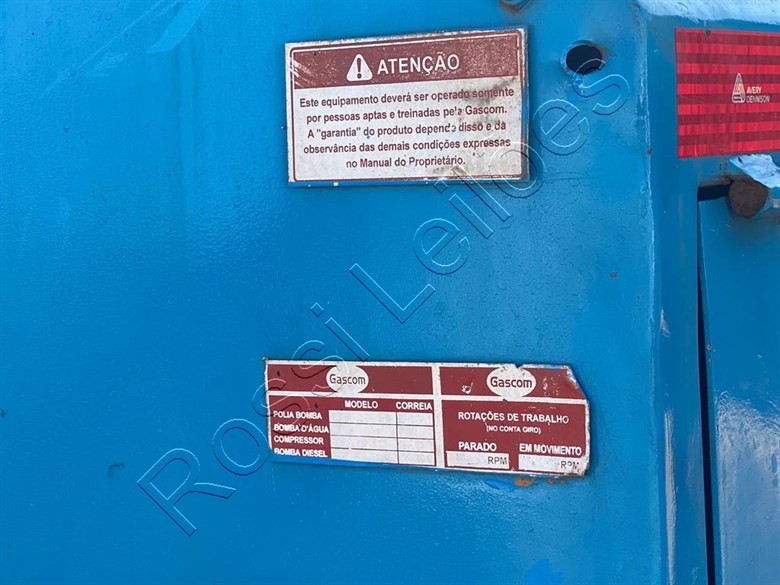 ATENÇÃO
Este equipamento deverá ser operado somente
por pessoas aptas e treinadas pela Gascom.
A "garantia" do produto depende disso e da
observância das demais condições expressas
no Manual do Proprietário.
AVERY
DENNISON
Gascom
MODELO CORREIA
POLIA BOMBA
BOMBA D'ÁGUA
COMPRESSOR
BOMBA DIESEL
Gascom
ROTAÇÕES DE TRABALHO
(NO CONTA GIRO)
PARADO EM MOVIMENTO
RPM RPM
Rossi Leilões